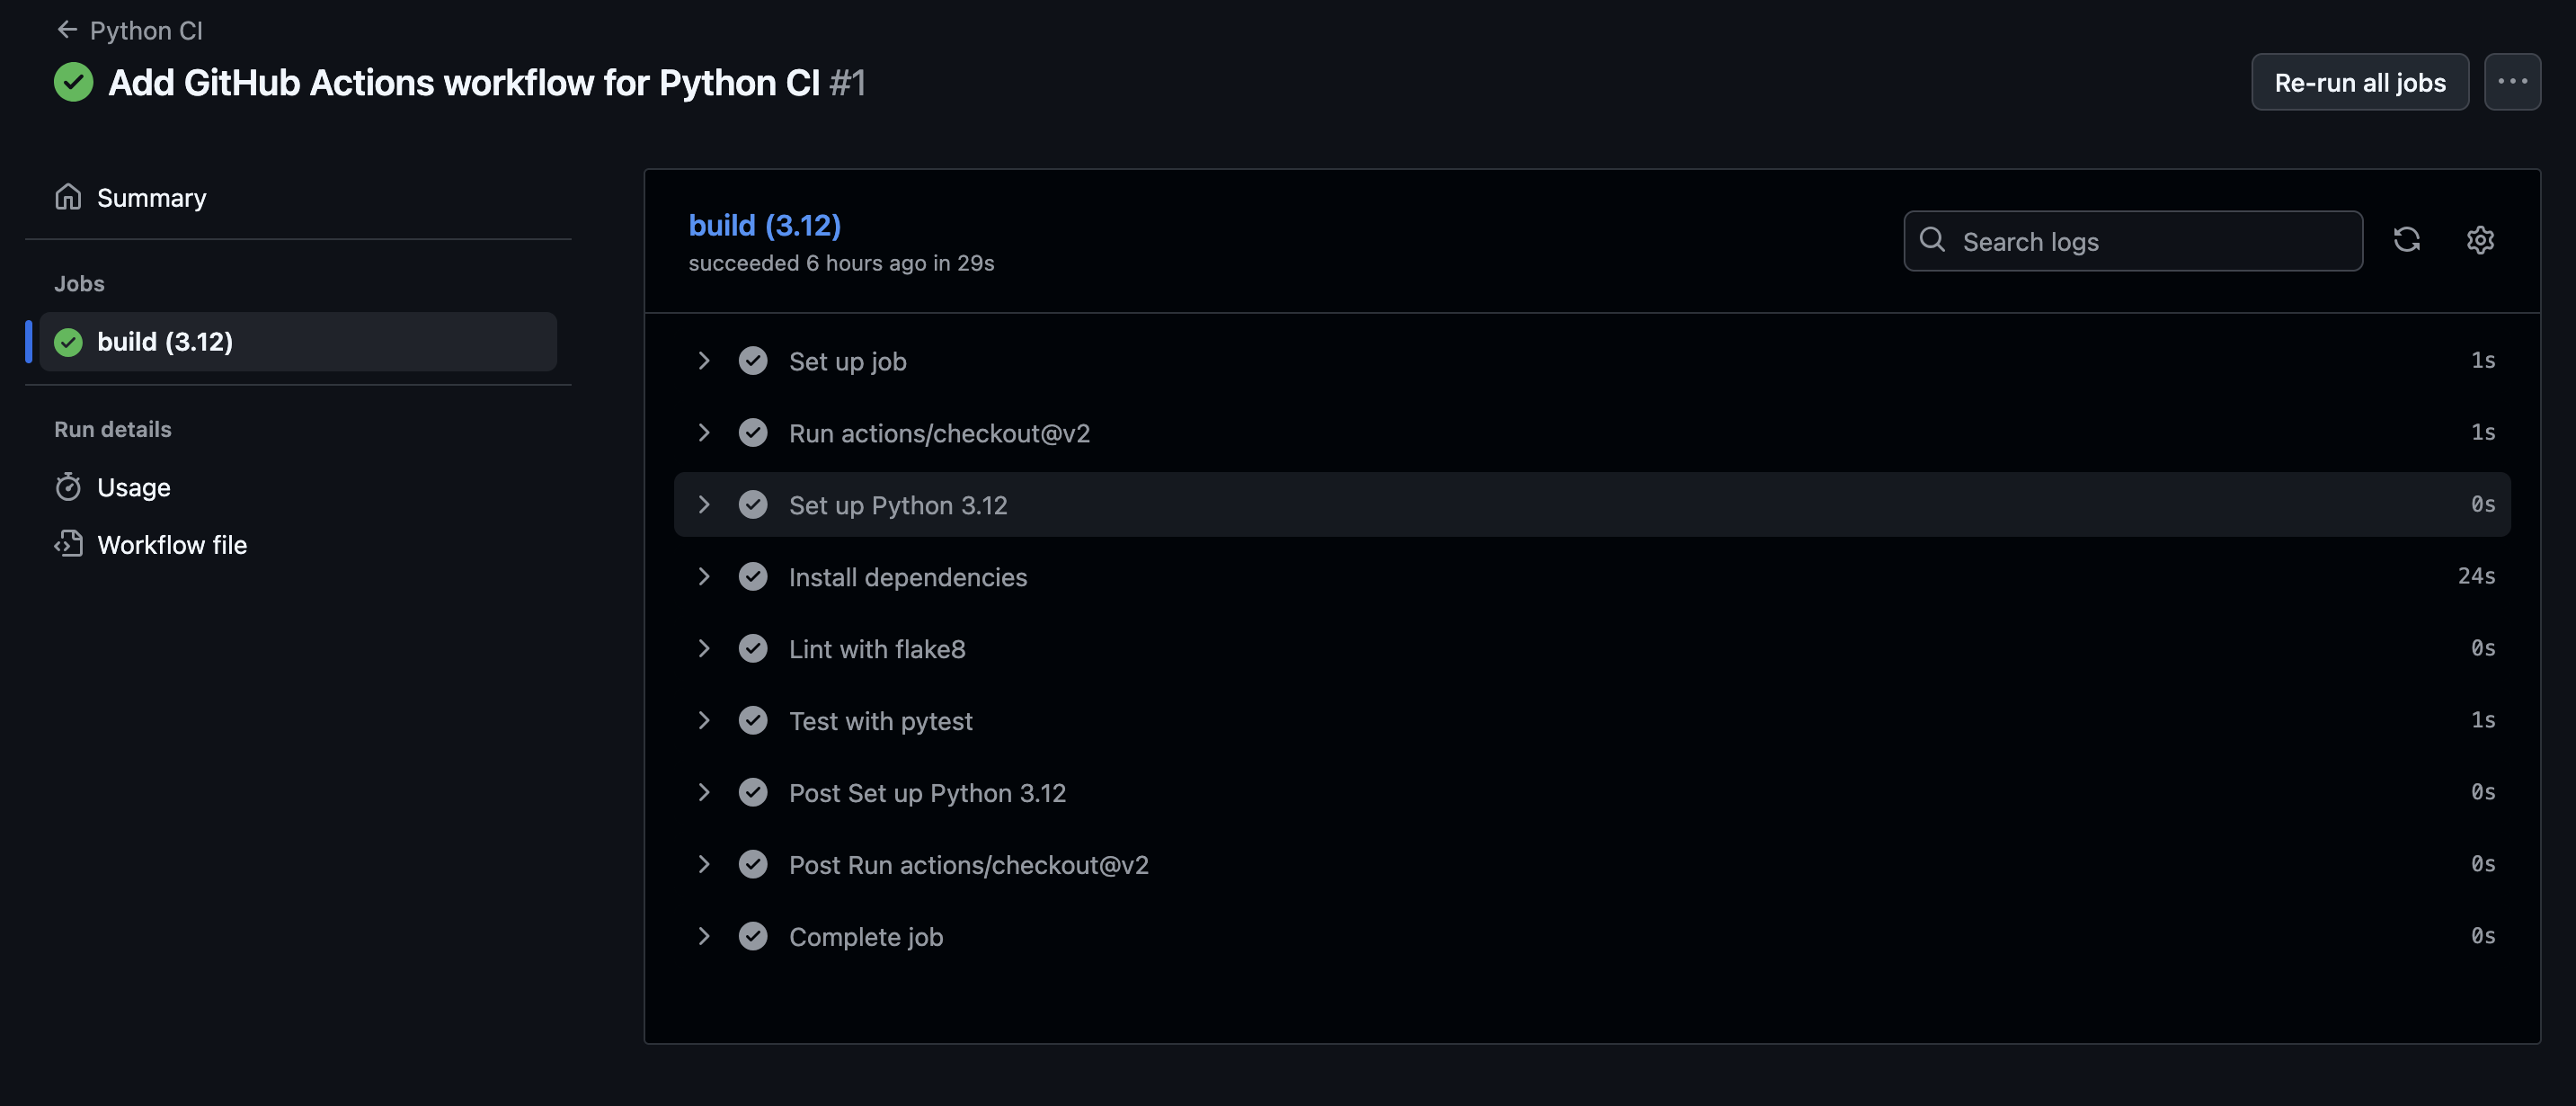 Python CI
Add GitHub Actions workflow for Python CI #1
Re-run all jobs
Summary
Jobs
build (3.12)
Run details
Usage
Workflow file
build (3.12)
succeeded 6 hours ago in 29s
Search logs
Set up job 1s
Run actions/checkout@v2 1s
Set up Python 3.12 0s
Install dependencies 24s
Lint with flake8 0s
Test with pytest 1s
Post Set up Python 3.12 0s
Post Run actions/checkout@v2 0s
Complete job 0s